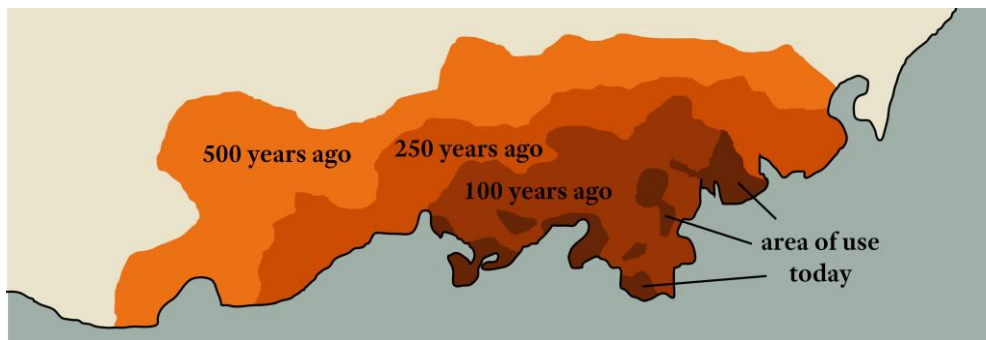 500 years ago
250 years ago
100 years ago
area of use
today